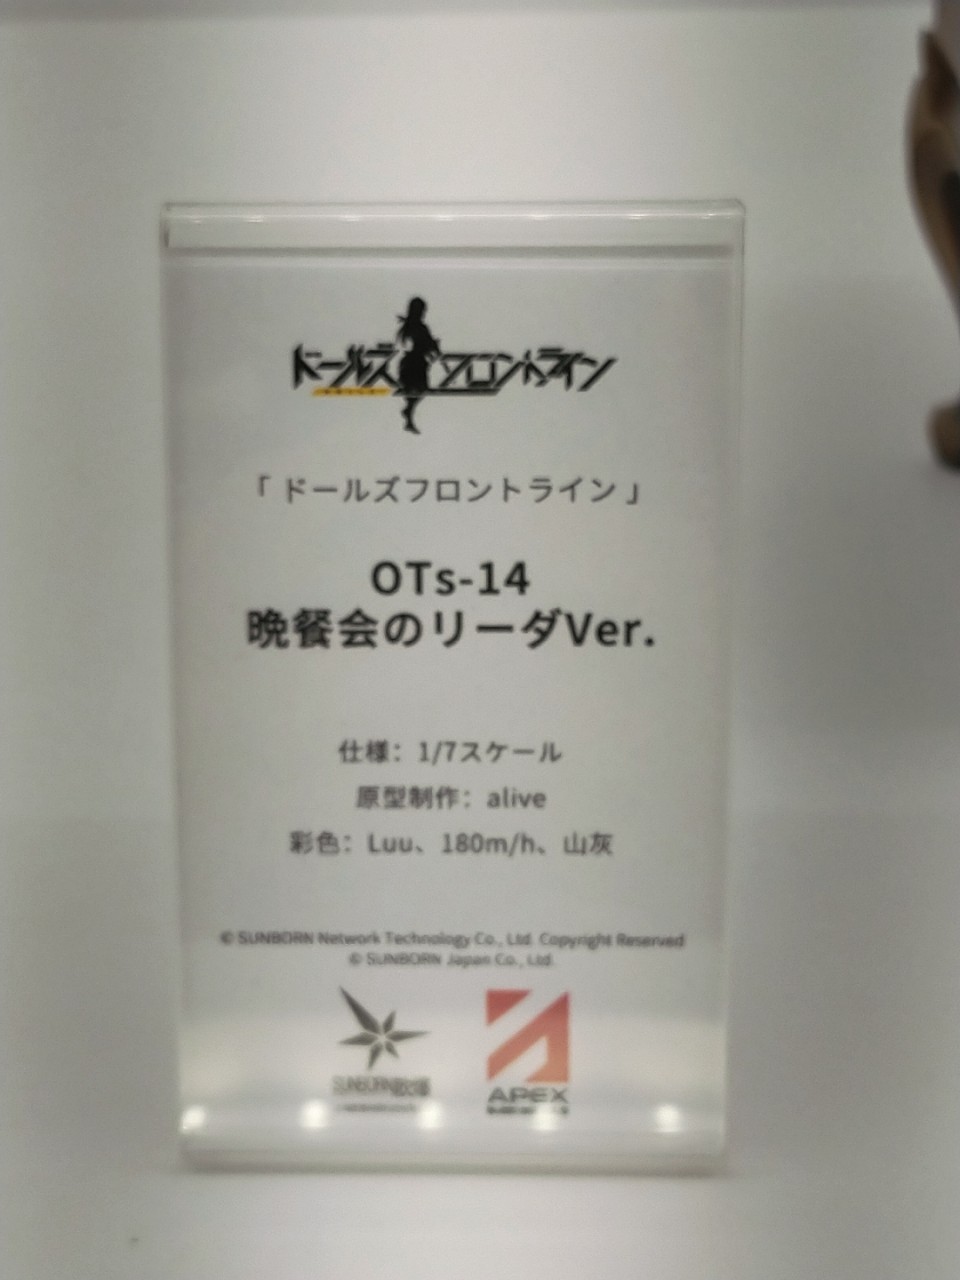 ドールズフロントライン
「ドールズフロントライン」
OTs-14
晩餐会のリーダVer.
仕様：1/7スケール
原型制作：alive
彩色：Luu、180m/h、山灰
© SUNBORN Network Technology Co., Ltd. Copyright Reserved
© SUNBORN Japan Co., Ltd.
SUNBORN
APEX